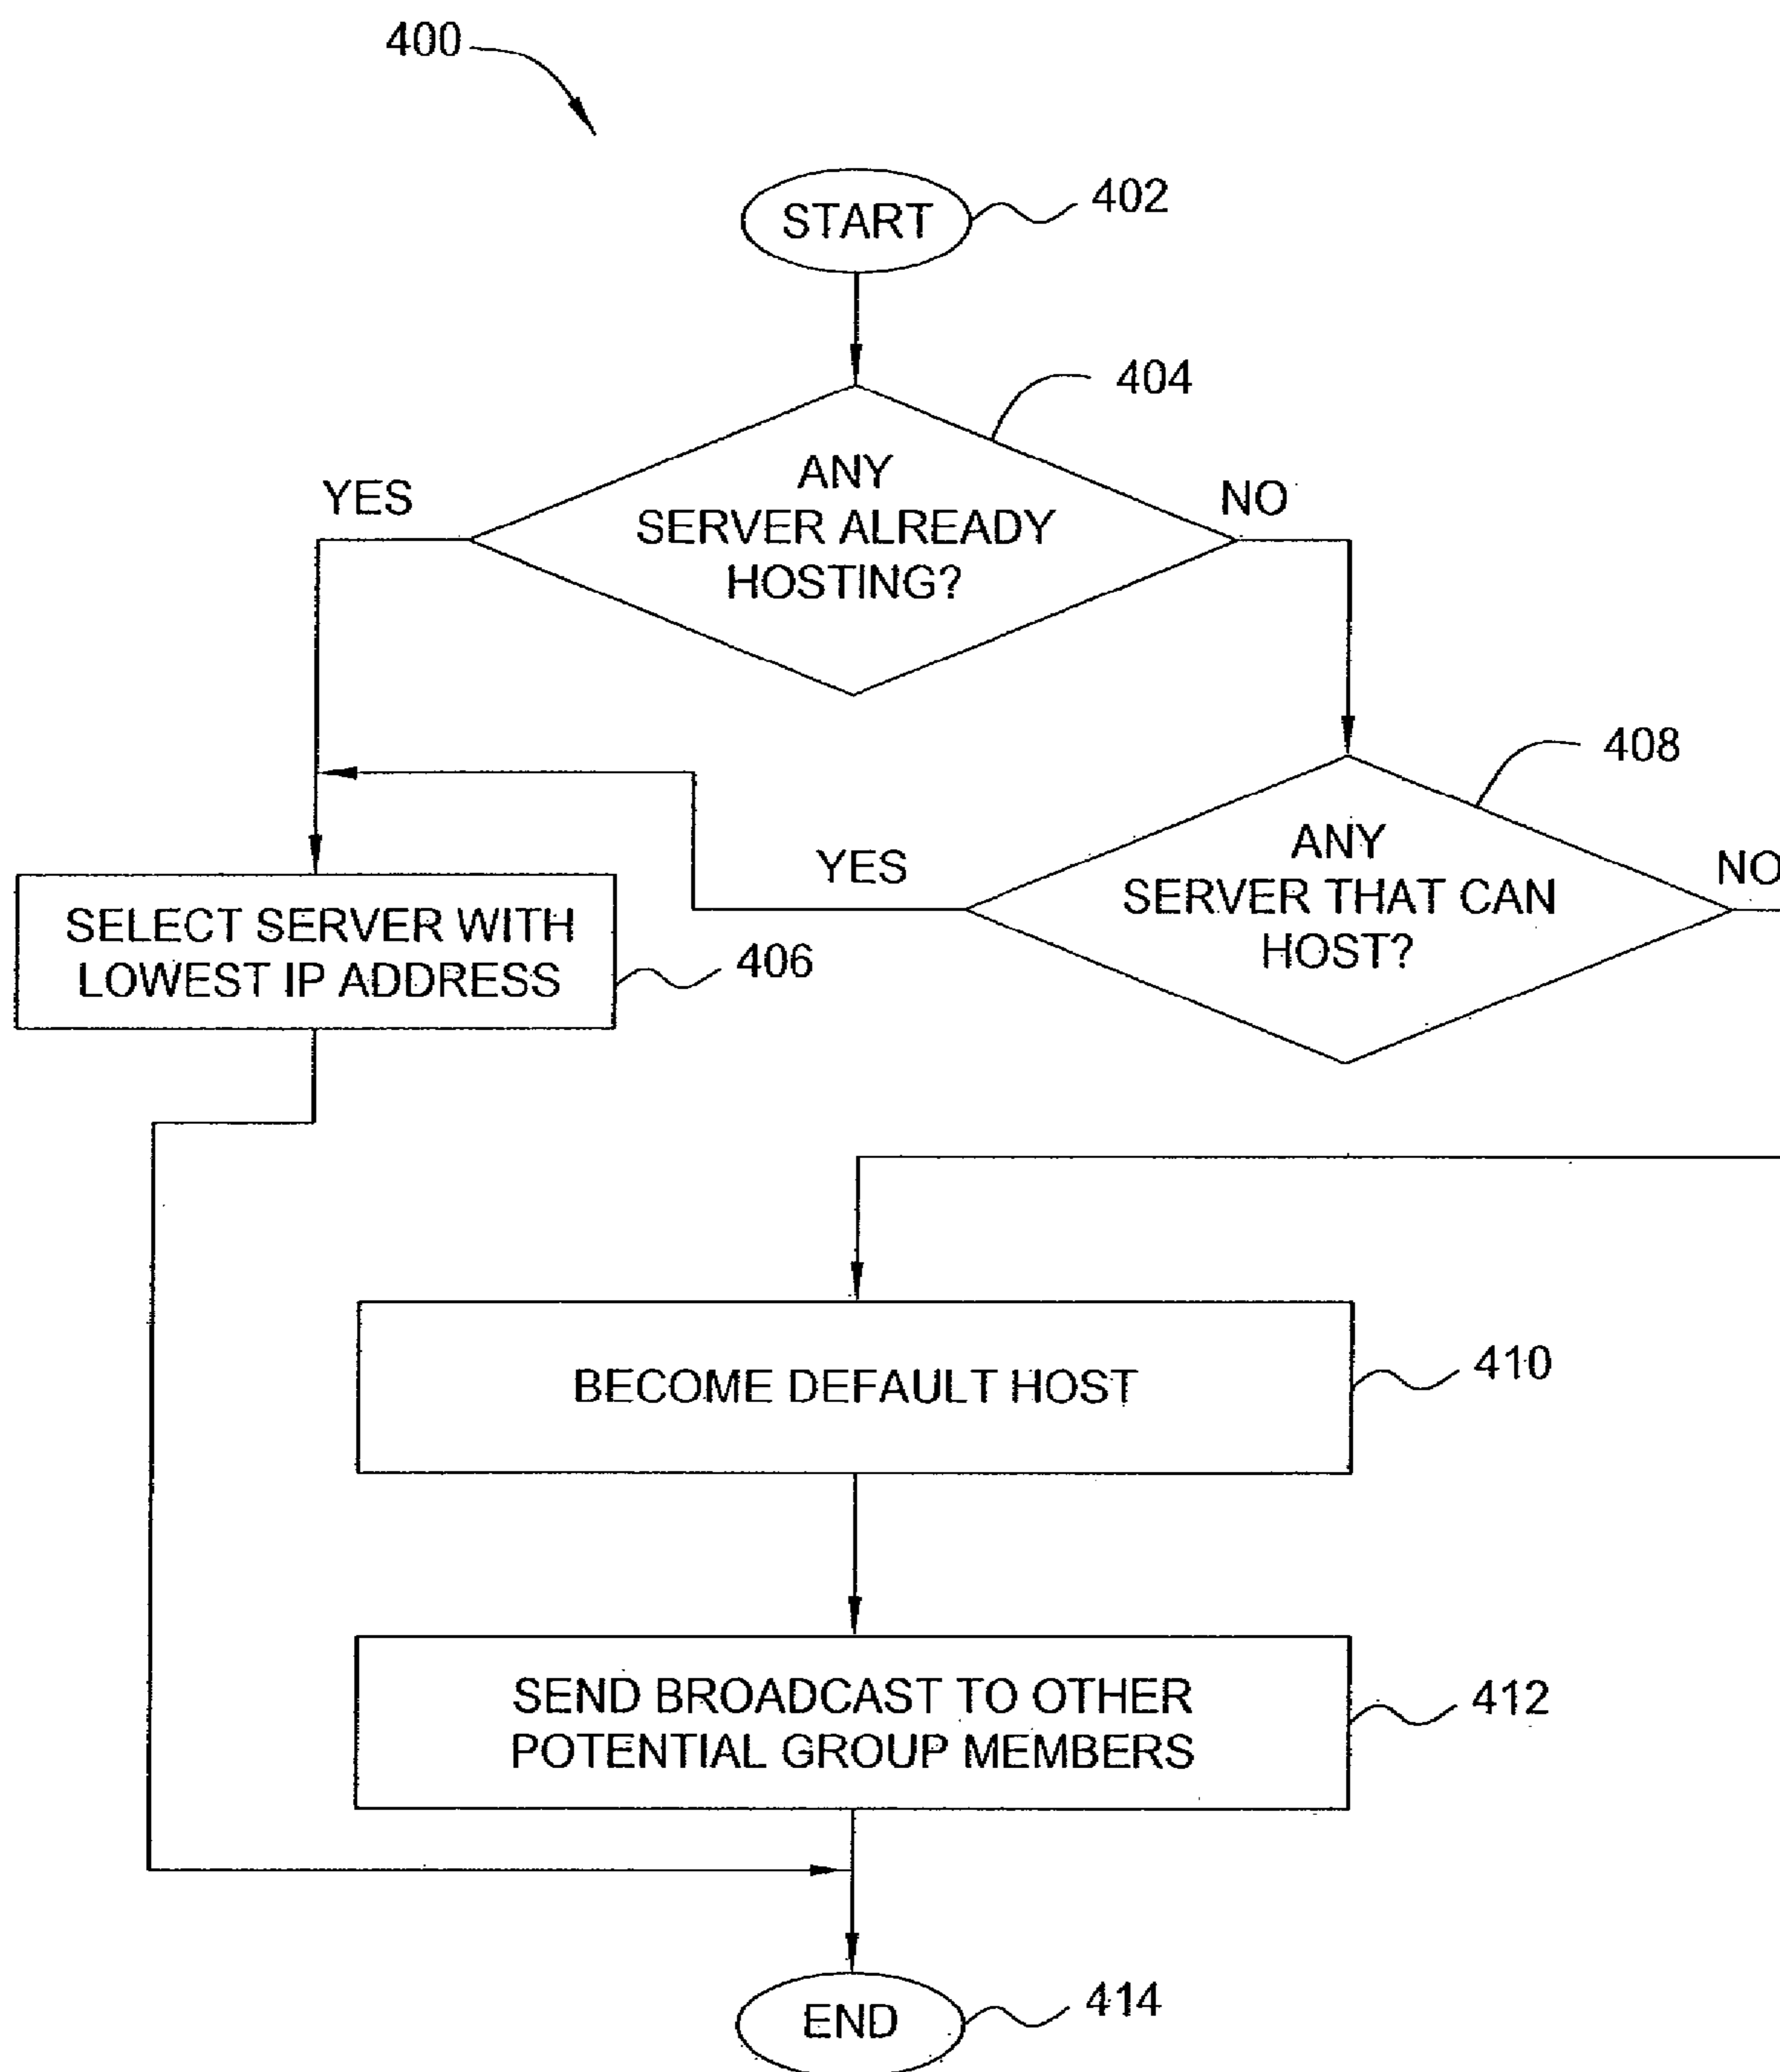 400
START
402
404
ANY
SERVER ALREADY
HOSTING?
YES
NO
408
ANY
SERVER THAT CAN
HOST?
YES
NO
SELECT SERVER WITH
LOWEST IP ADDRESS
406
BECOME DEFAULT HOST
410
SEND BROADCAST TO OTHER
POTENTIAL GROUP MEMBERS
412
END
414